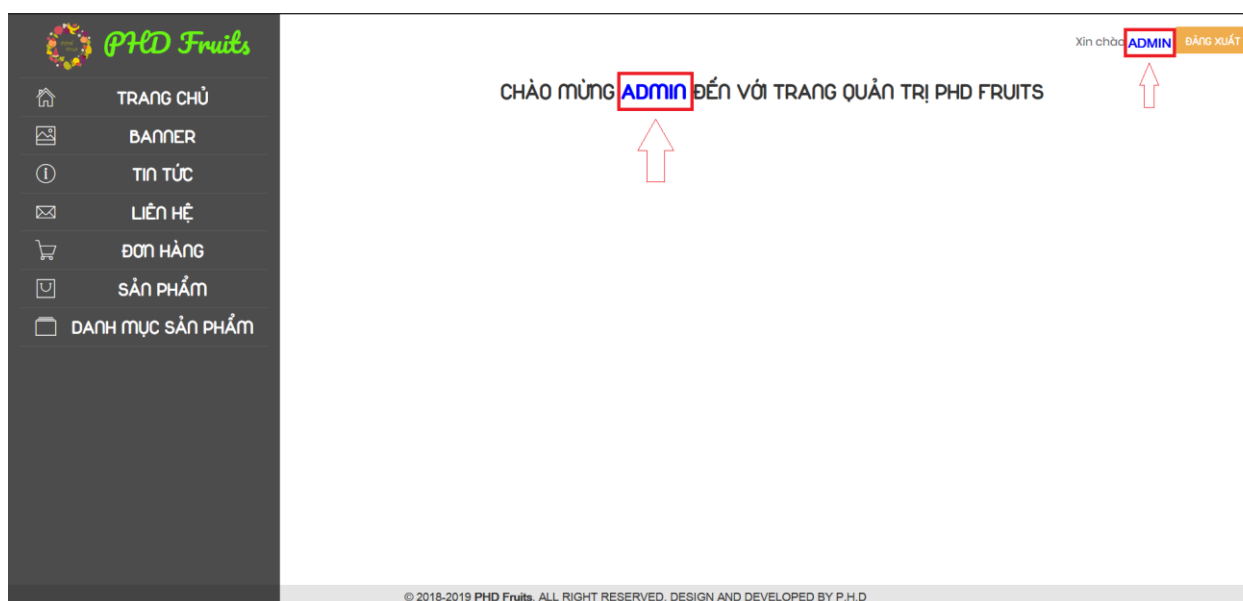 PHD Fruits
TRANG CHỦ
BANNER
TIN TỨC
LIÊN HỆ
ĐƠN HÀNG
SẢN PHẨM
DANH MỤC SẢN PHẨM
Xin chào ADMIN ĐĂNG XUẤT
CHÀO MỪNG ADMIN ĐẾN VỚI TRANG QUẢN TRỊ PHD FRUITS
© 2018-2019 PHD Fruits. ALL RIGHT RESERVED. DESIGN AND DEVELOPED BY P.H.D